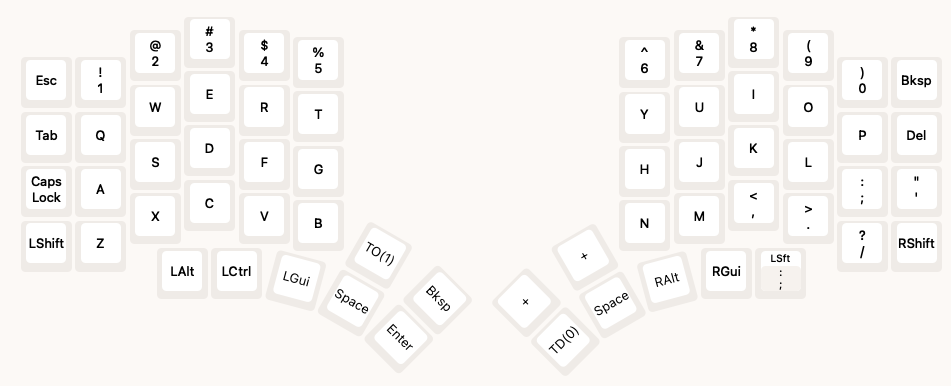 Esc
!
1
@
2
#
3
$
4
%
5
^
6
&
7
*
8
(
9
)
0
Bksp
Tab
Q
W
E
R
T
Y
U
I
O
P
Del
Caps
Lock
A
S
D
F
G
H
J
K
L
:
;
"
'
LShift
Z
X
C
V
B
N
M
<
,
>
.
?
/
RShift
LAlt
LCtrl
LGui
TO(1)
Space
Bksp
Enter
+
+
TD(0)
Space
RAlt
RGui
LSft
:
;